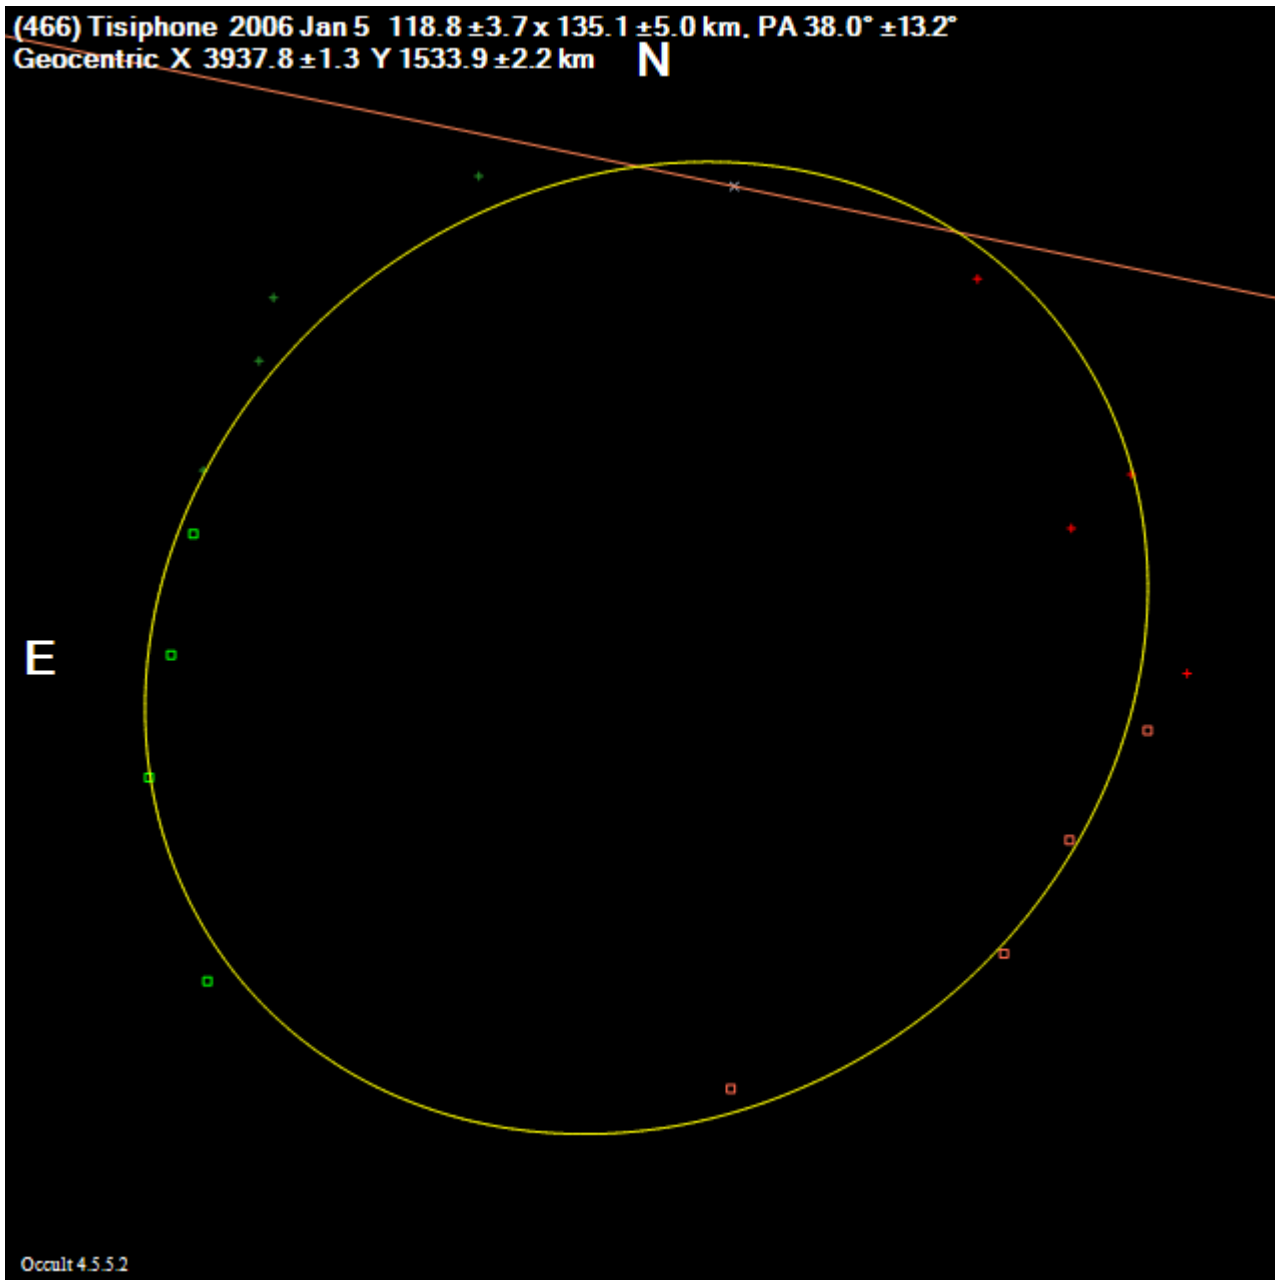 (466) Tisiphone 2006 Jan 5 118.8 ±3.7 x 135.1 ±5.0 km, PA 38.0° ±13.2°
Geocentric X 3937.8 ±1.3 Y 1533.9 ±2.2 km
N
E
Occult 4.5.5.2